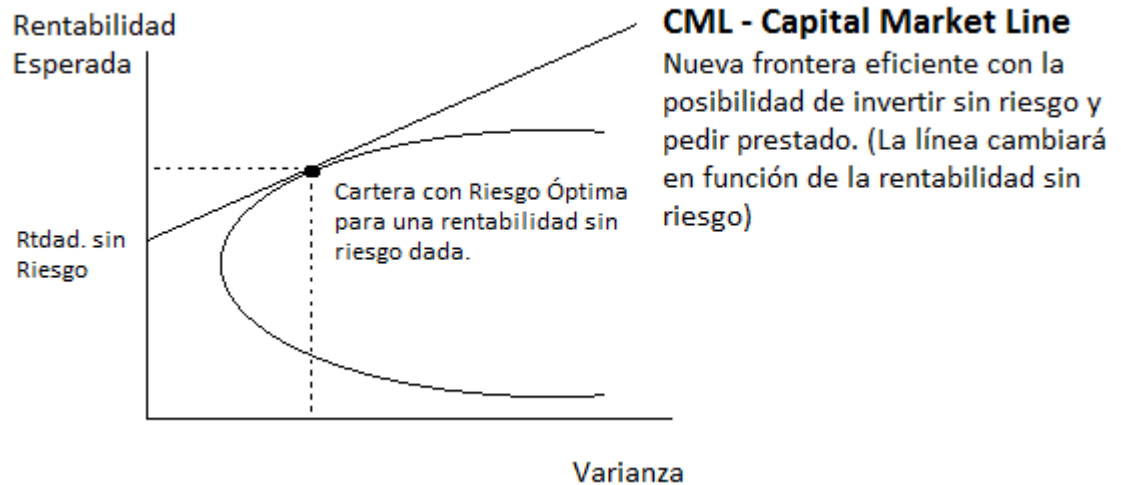 Rentabilidad
Esperada
CML - Capital Market Line
Nueva frontera eficiente con la
posibilidad de invertir sin riesgo y
pedir prestado. (La línea cambiará
en función de la rentabilidad sin
riesgo)
Cartera con Riesgo Óptima
para una rentabilidad sin
riesgo dada.
Rtdad. sin
Riesgo
Varianza